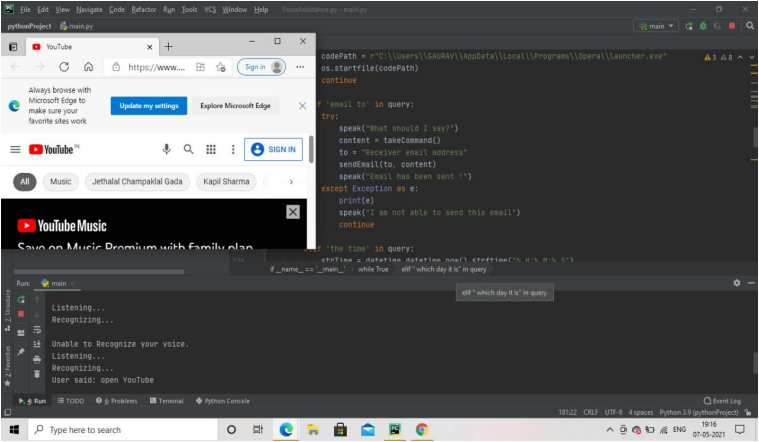 File Edit View Navigate Code Refactor Run Tools VCS Window Help VoiceAssistance.py - main.py
pythonProject main.py
main
YouTube
https://www....
Sign in
Always browse with
Microsoft Edge to
make sure your
favorite sites work
Update my settings
Explore Microsoft Edge
YouTube IN
SIGN IN
All
Music
Jethalal Champaklal Gada
Kapil Sharma
YouTube Music
Save on Music Premium with family plan
codePath = r"C:\\Users\\GAURAV\\AppData\\Local\\Programs\\Opera\\launcher.exe"
os.startfile(codePath)
continue
'email to' in query:
try:
speak("What should I say?")
content = takeCommand()
to = "Receiver email address"
sendEmail(to, content)
speak("Email has been sent !")
except Exception as e:
print(e)
speak("I am not able to send this email")
continue
'the time' in query:
strTime = datetime.datetime.now().strftime("%H:%M:%S")
3 8
if __name__ == '__main__' while True elif " which day it is" in query
elif " which day it is" in query
Run: main
Listening...
Recognizing...
Unable to Recognize your voice.
Listening...
Recognizing...
User said: open YouTube
Z: Structure
2: Favorites
4: Run TODO 6: Problems Terminal Python Console Event Log
181:22 CRLF UTF-8 4 spaces Python 3.9 (pythonProject)
Type here to search
ENG
19:16
07-05-2021